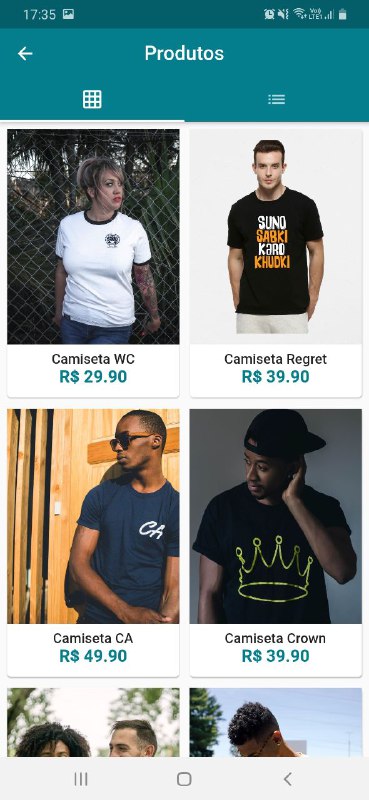 17:35
Produtos
SUNO
SABKI
KARO
KHUDKI
Camiseta WC
R$ 29.90
Camiseta Regret
R$ 39.90
CA
Camiseta CA
R$ 49.90
Camiseta Crown
R$ 39.90